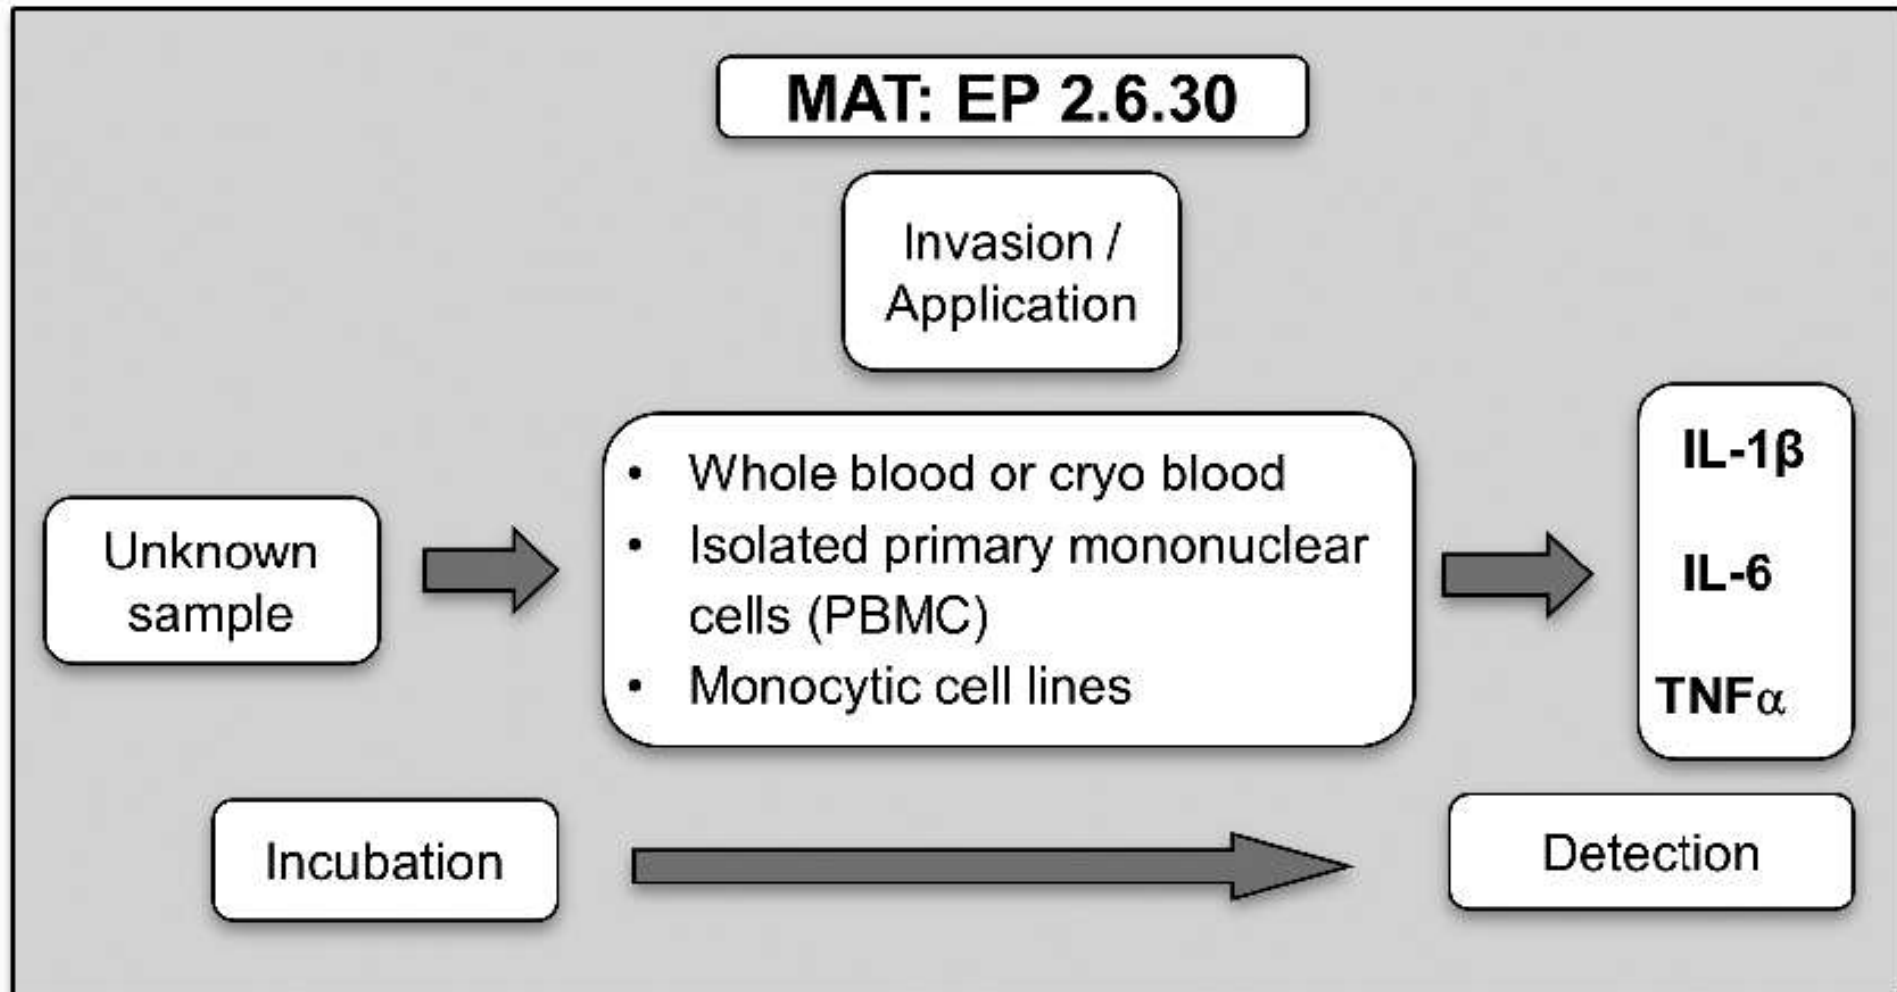 MAT: EP 2.6.30
Invasion /
Application
Unknown
sample
• Whole blood or cryo blood
• Isolated primary mononuclear
cells (PBMC)
• Monocytic cell lines
IL-1β
IL-6
TNFα
Incubation
Detection